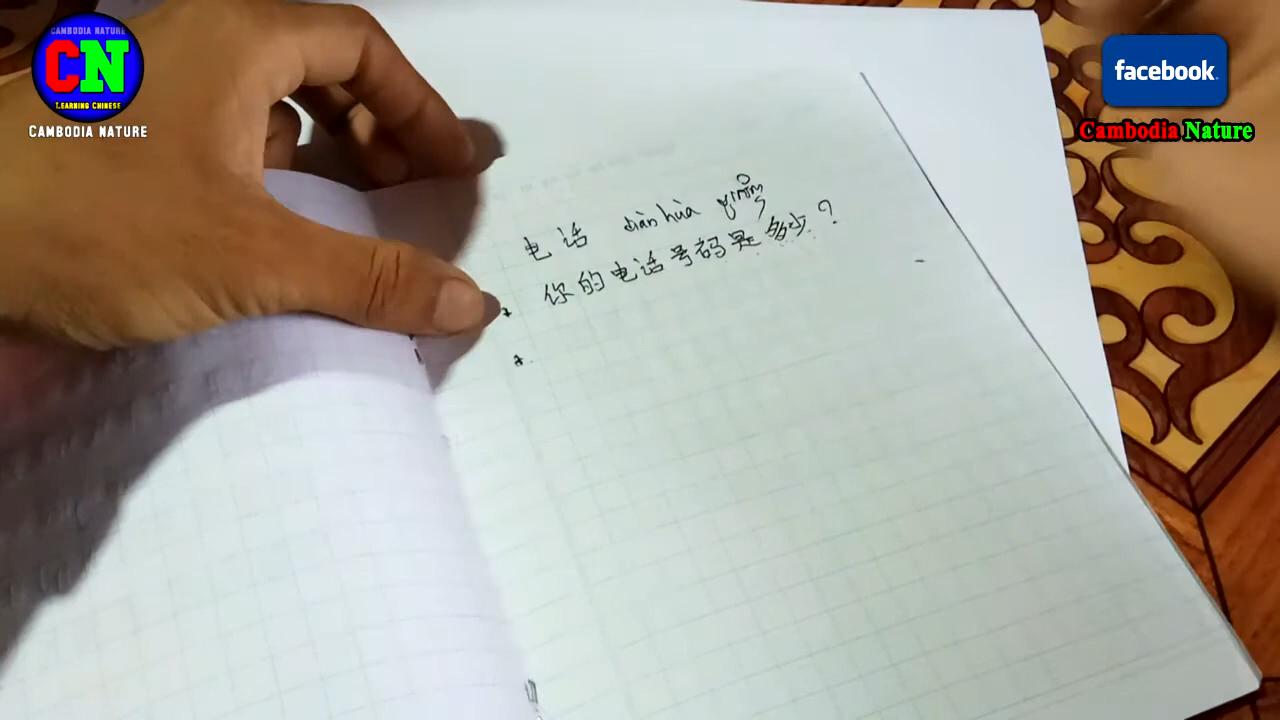 CAMBODIA NATURE
CN
LEARNING CHINESE
CAMBODIA NATURE
facebook
Cambodia Nature
电话 diànhuà
你的电话号码是多少?